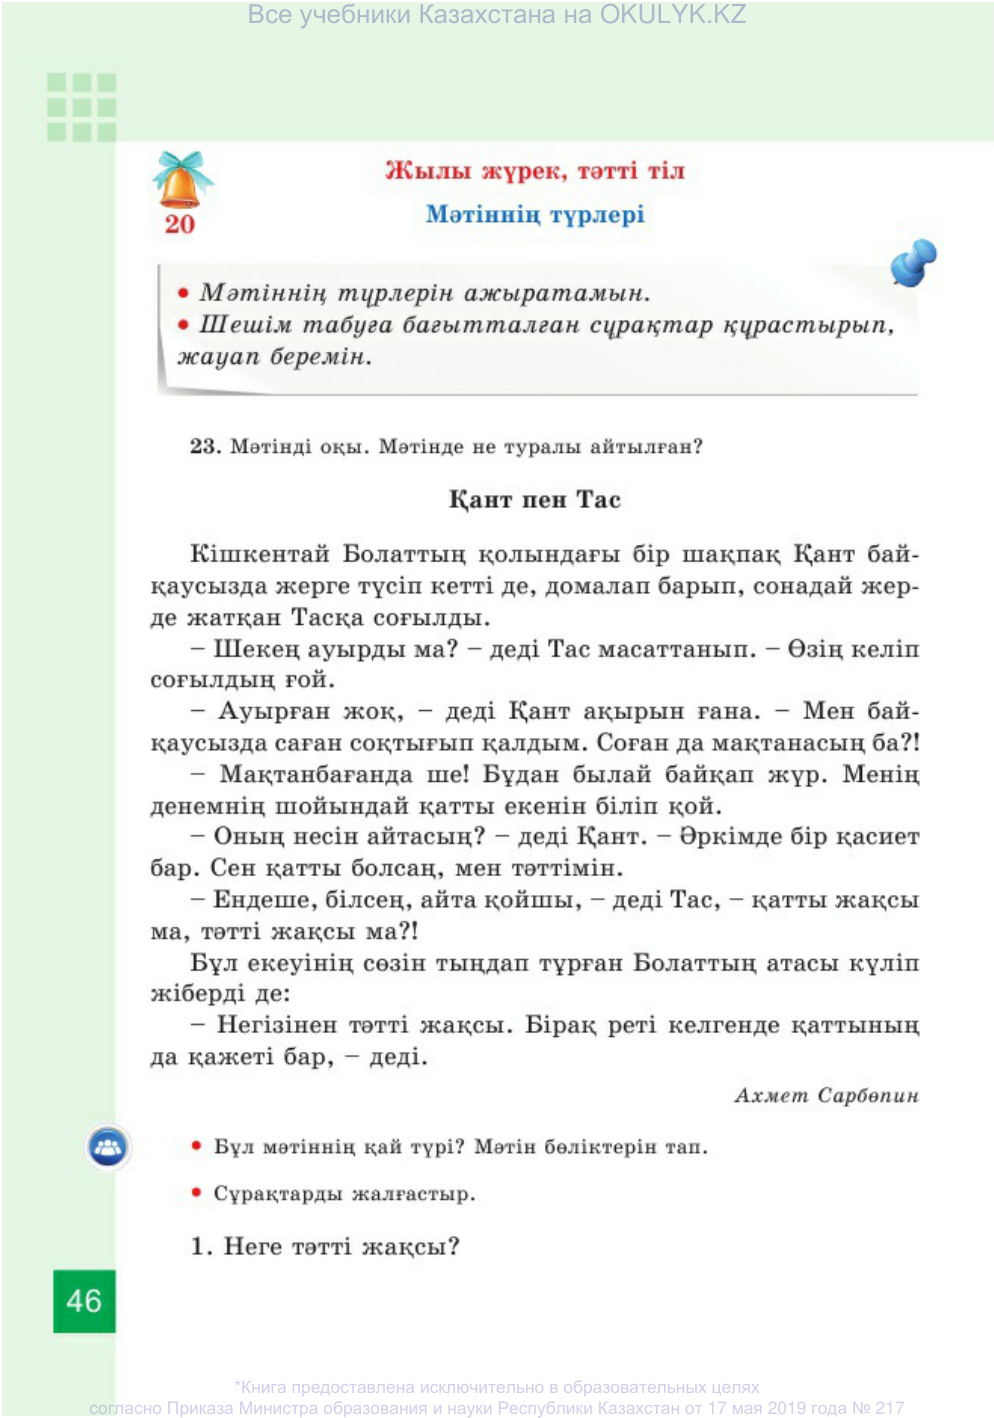 Все учебники Казахстана на OKULYK.KZ
20
Жылы жүрек, тәтті тіл
Мәтіннің түрлері
• Мәтіннің түрлерін ажыратамын.
• Шешім табуға бағытталған сұрақтар құрастырып,
жауап беремін.
23. Мәтінді оқы. Мәтінде не туралы айтылған?
Қант пен Тас
Кішкентай Болаттың қолындағы бір шақпақ Қант бай-
қаусызда жерге түсіп кетті де, домалап барып, сонадай жер-
де жатқан Тасқа соғылды.
– Шекең ауырды ма? – деді Тас масаттанып. – Өзің келіп
соғылдың ғой.
– Ауырған жоқ, – деді Қант ақырын ғана. – Мен бай-
қаусызда саған соқтығып қалдым. Соған да мақтанасың ба?!
– Мақтанбағанда ше! Бұдан былай байқап жүр. Менің
денемнің шойындай қатты екенін біліп қой.
– Оның несін айтасың? – деді Қант. – Әркімде бір қасиет
бар. Сен қатты болсаң, мен тәттімін.
– Ендеше, білсең, айта қойшы, – деді Тас, – қатты жақсы
ма, тәтті жақсы ма?!
Бұл екеуінің сөзін тыңдап тұрған Болаттың атасы күліп
жіберді де:
– Негізінен тәтті жақсы. Бірақ реті келгенде қаттының
да қажеті бар, – деді.
Ахмет Сарбөпин
• Бұл мәтіннің қай түрі? Мәтін бөліктерін тап.
• Сұрақтарды жалғастыр.
1. Неге тәтті жақсы?
46
*Книга предоставлена исключительно в образовательных целях
согласно Приказа Министра образования и науки Республики Казахстан от 17 мая 2019 года № 217